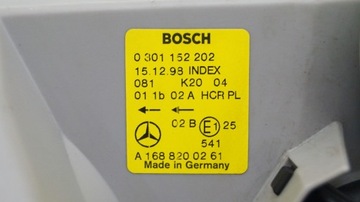 BOSCH
0 301 152 202
15.12.98 INDEX
081 K20 04
01 1b 02 A HCR PL
02 B E1 25
541
A 168 820 02 61
Made in Germany